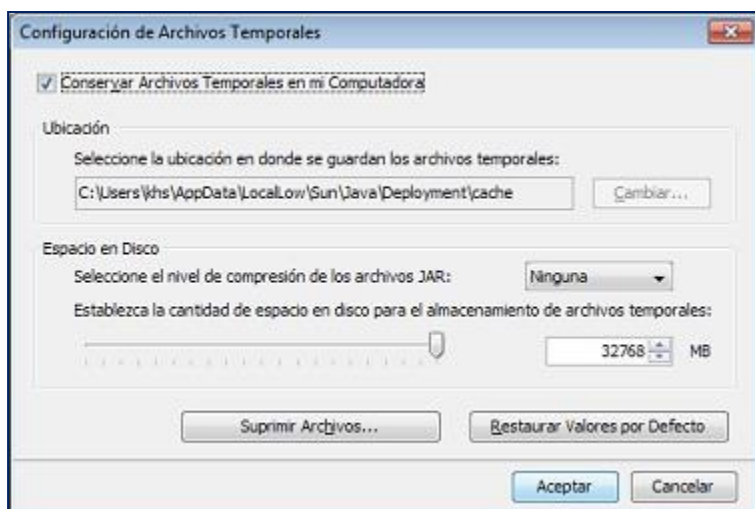 Configuración de Archivos Temporales
Conservar Archivos Temporales en mi Computadora
Ubicación
Seleccione la ubicación en donde se guardan los archivos temporales:
C:\Users\khs\AppData\LocalLow\Sun\Java\Deployment\cache
Cambiar...
Espacio en Disco
Seleccione el nivel de compresión de los archivos JAR: Ninguna
Establezca la cantidad de espacio en disco para el almacenamiento de archivos temporales:
32768 MB
Suprimir Archivos... Restaurar Valores por Defecto
Aceptar Cancelar